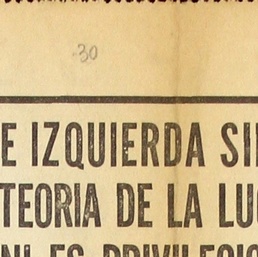 30
E IZQUIERDA SI
TEORIA DE LA LU
NI ES PRIVILEGIO